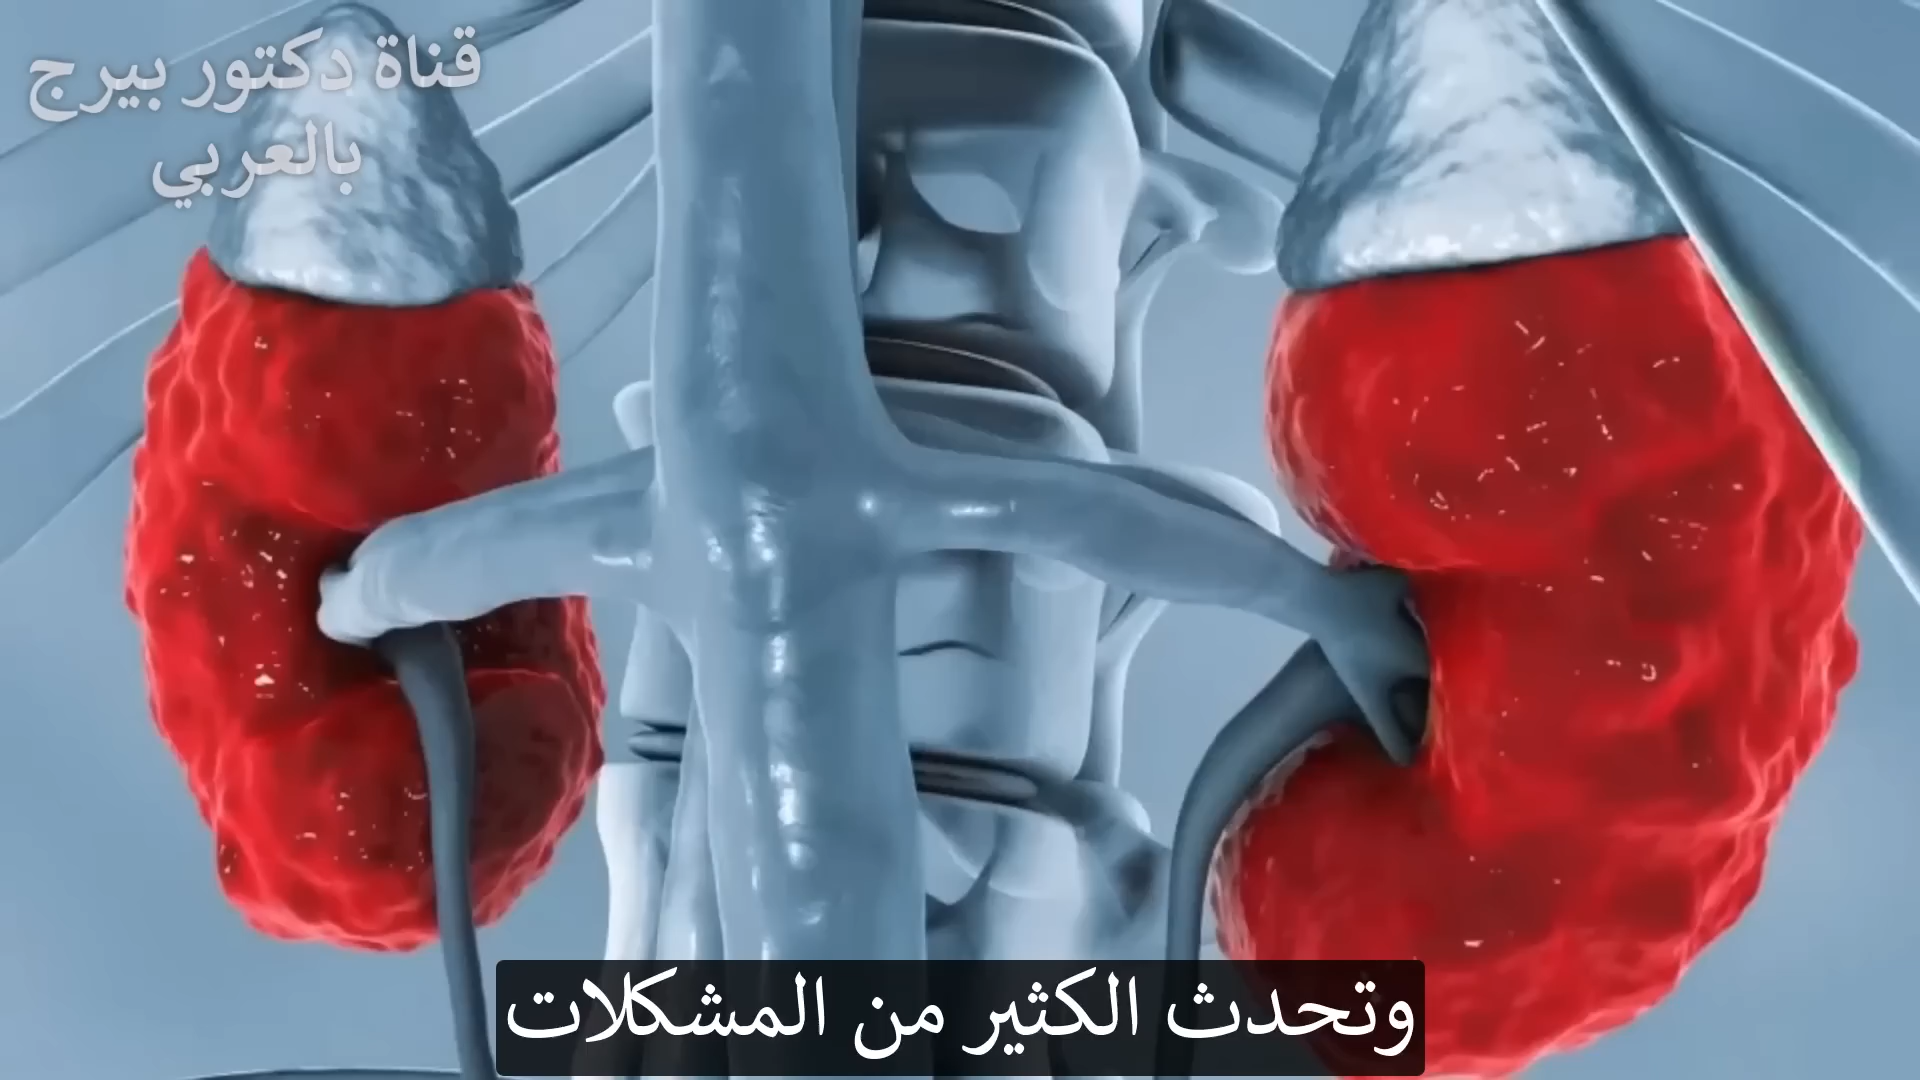 قناة دكتور بيرج
بالعربي
وتحدث الكثير من المشكلات